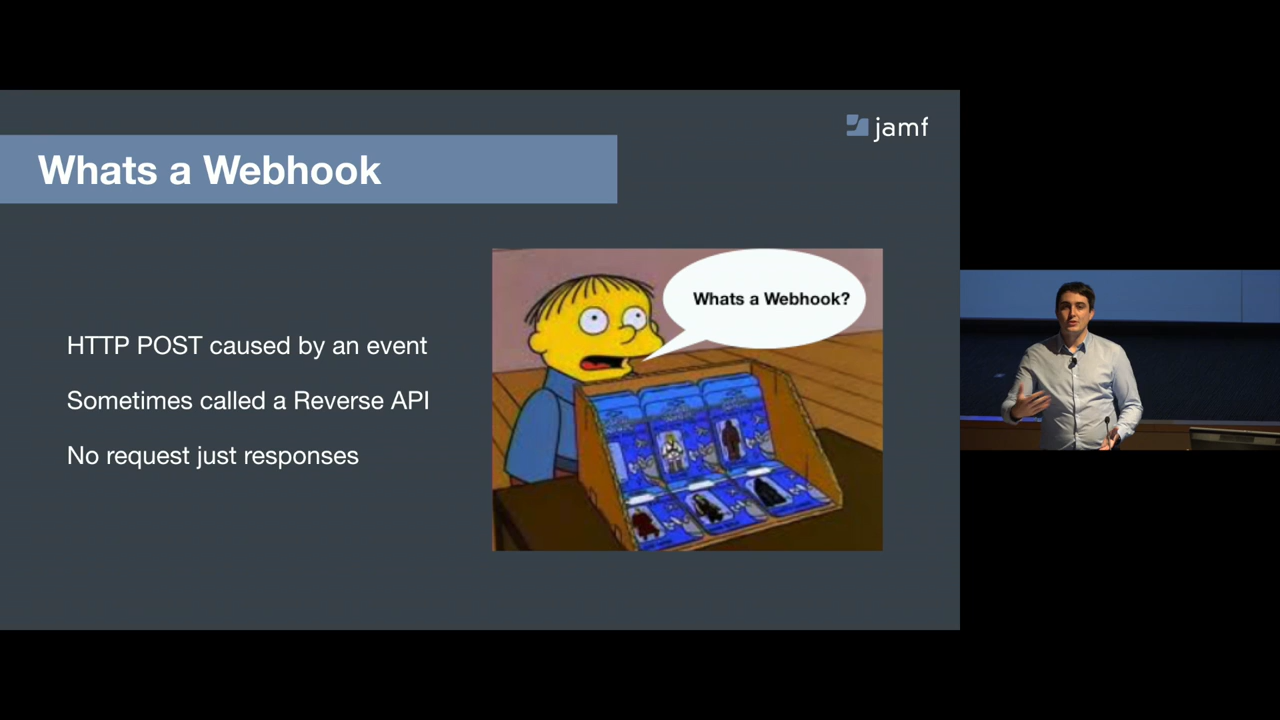 jamf
Whats a Webhook
Whats a Webhook?
HTTP POST caused by an event
Sometimes called a Reverse API
No request just responses